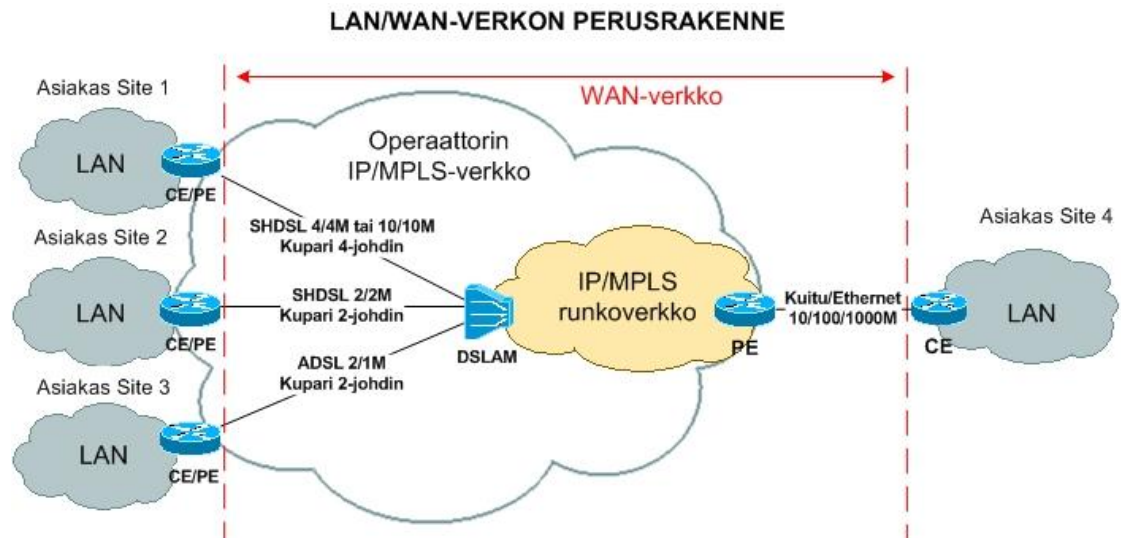 LAN/WAN-VERKON PERUSRAKENNE
WAN-verkko
Asiakas Site 1
LAN
CE/PE
Operaattorin
IP/MPLS-verkko
SHDSL 4/4M tai 10/10M
Kupari 4-johdin
Asiakas Site 2
LAN
CE/PE
SHDSL 2/2M
Kupari 2-johdin
ADSL 2/1M
Kupari 2-johdin
Asiakas Site 3
LAN
CE/PE
DSLAM
IP/MPLS
runkoverkko
PE
Kuitu/Ethernet
10/100/1000M
Asiakas Site 4
CE
LAN